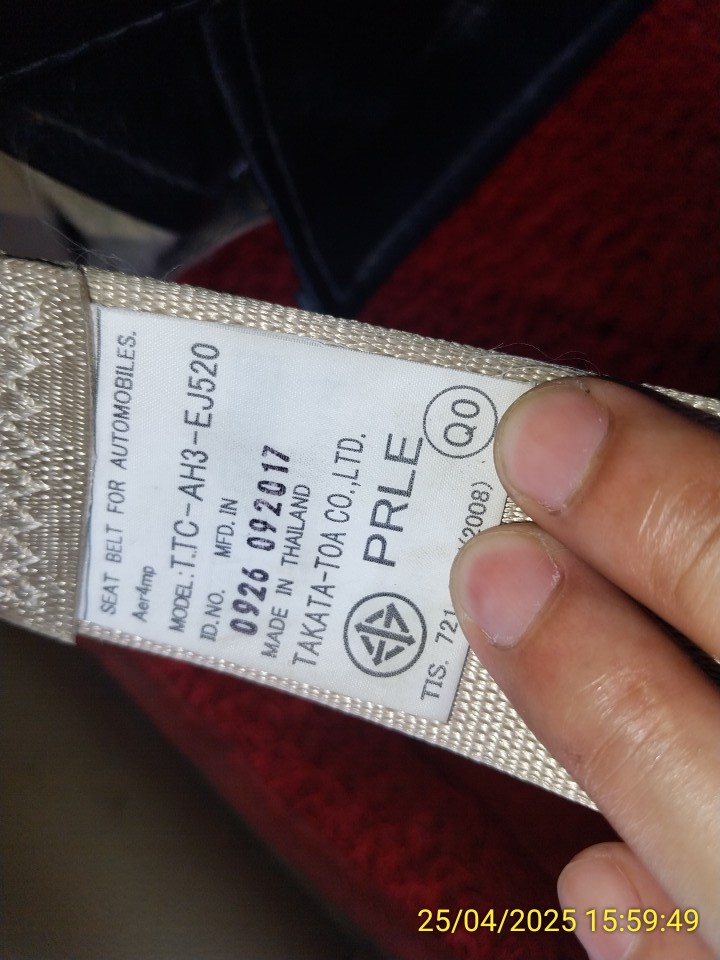 SEAT BELT FOR AUTOMOBILES.
Aer4mp
MODEL:T.TC-AH3-EJ520
ID.NO. MFD.IN
0926 092017
MADE IN THAILAND
TAKATA-TOA CO.,LTD.
PRLE
Q0
TIS. 721 (2008)
25/04/2025 15:59:49